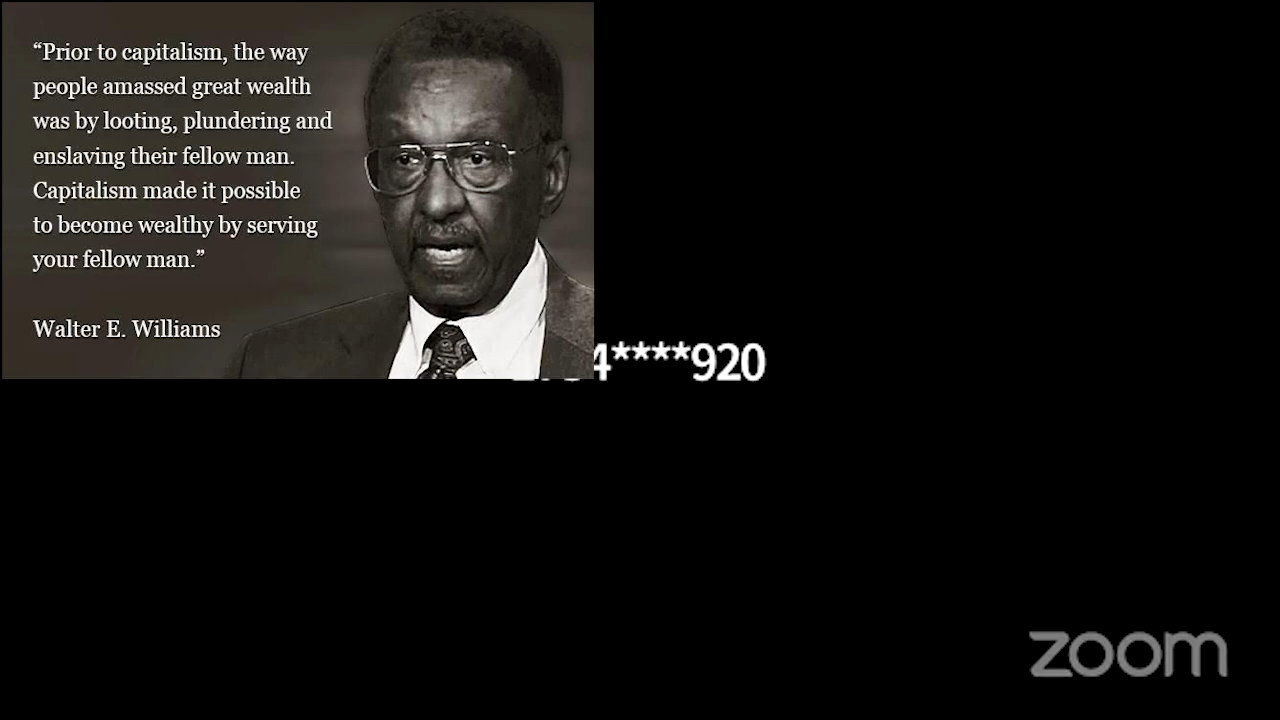 “Prior to capitalism, the way
people amassed great wealth
was by looting, plundering and
enslaving their fellow man.
Capitalism made it possible
to become wealthy by serving
your fellow man.”
Walter E. Williams
4****920
zoom